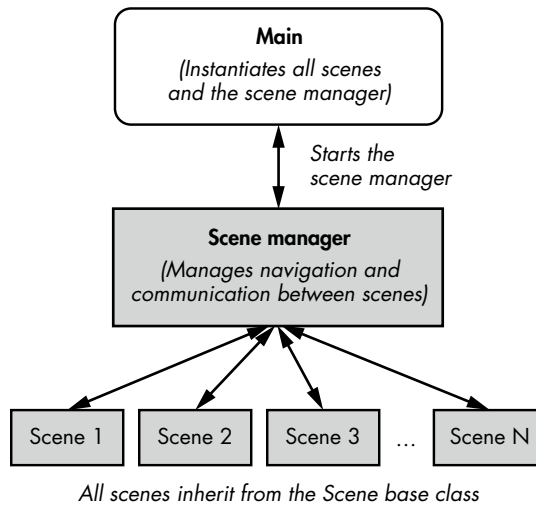 Main
(Instantiates all scenes
and the scene manager)
Starts the
scene manager
Scene manager
(Manages navigation and
communication between scenes)
Scene 1
Scene 2
Scene 3
...
Scene N
All scenes inherit from the Scene base class